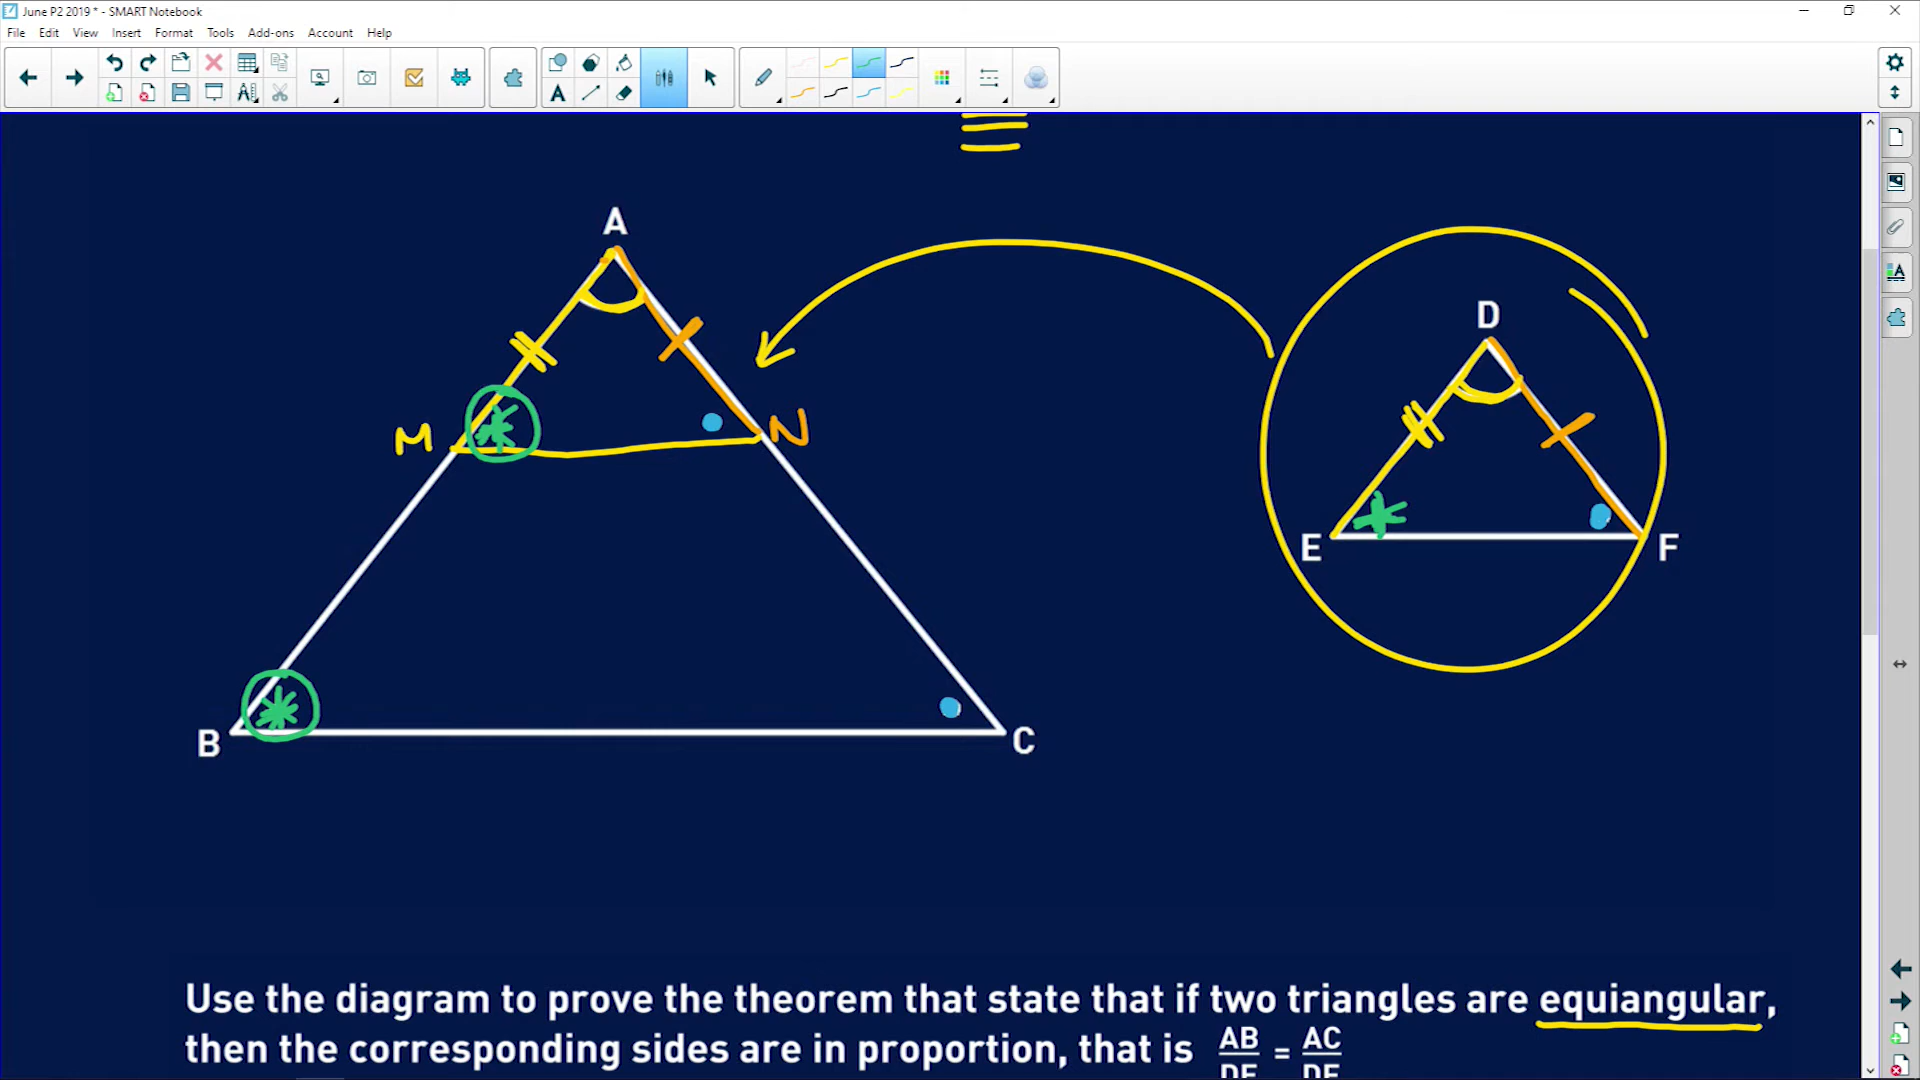 June P2 2019 * - SMART Notebook
File Edit View Insert Format Tools Add-ons Account Help
A
D
M
N
E
F
B
C
Use the diagram to prove the theorem that state that if two triangles are equiangular,
then the corresponding sides are in proportion, that is AB/DE = AC/DF